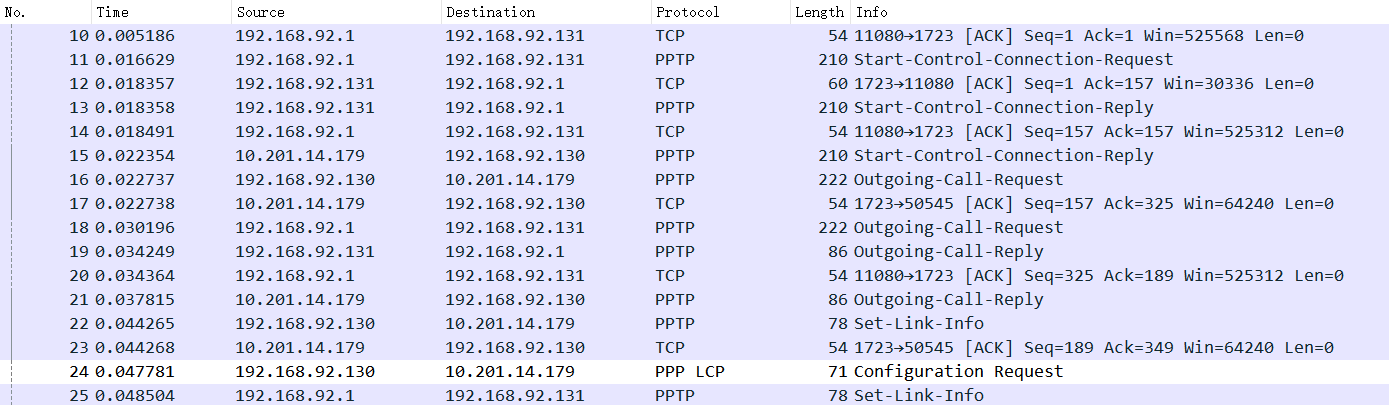 No. Time Source Destination Protocol Length Info
10 0.005186 192.168.92.1 192.168.92.131 TCP 54 11080→1723 [ACK] Seq=1 Ack=1 Win=525568 Len=0
11 0.016629 192.168.92.1 192.168.92.131 PPTP 210 Start-Control-Connection-Request
12 0.018357 192.168.92.131 192.168.92.1 TCP 60 1723→11080 [ACK] Seq=1 Ack=157 Win=30336 Len=0
13 0.018358 192.168.92.131 192.168.92.1 PPTP 210 Start-Control-Connection-Reply
14 0.018491 192.168.92.1 192.168.92.131 TCP 54 11080→1723 [ACK] Seq=157 Ack=157 Win=525312 Len=0
15 0.022354 10.201.14.179 192.168.92.130 PPTP 210 Start-Control-Connection-Reply
16 0.022737 192.168.92.130 10.201.14.179 PPTP 222 Outgoing-Call-Request
17 0.022738 10.201.14.179 192.168.92.130 TCP 54 1723→50545 [ACK] Seq=157 Ack=325 Win=64240 Len=0
18 0.030196 192.168.92.1 192.168.92.131 PPTP 222 Outgoing-Call-Request
19 0.034249 192.168.92.131 192.168.92.1 PPTP 86 Outgoing-Call-Reply
20 0.034364 192.168.92.1 192.168.92.131 TCP 54 11080→1723 [ACK] Seq=325 Ack=189 Win=525312 Len=0
21 0.037815 10.201.14.179 192.168.92.130 PPTP 86 Outgoing-Call-Reply
22 0.044265 192.168.92.130 10.201.14.179 PPTP 78 Set-Link-Info
23 0.044268 10.201.14.179 192.168.92.130 TCP 54 1723→50545 [ACK] Seq=189 Ack=349 Win=64240 Len=0
24 0.047781 192.168.92.130 10.201.14.179 PPP LCP 71 Configuration Request
25 0.048504 192.168.92.1 192.168.92.131 PPTP 78 Set-Link-Info